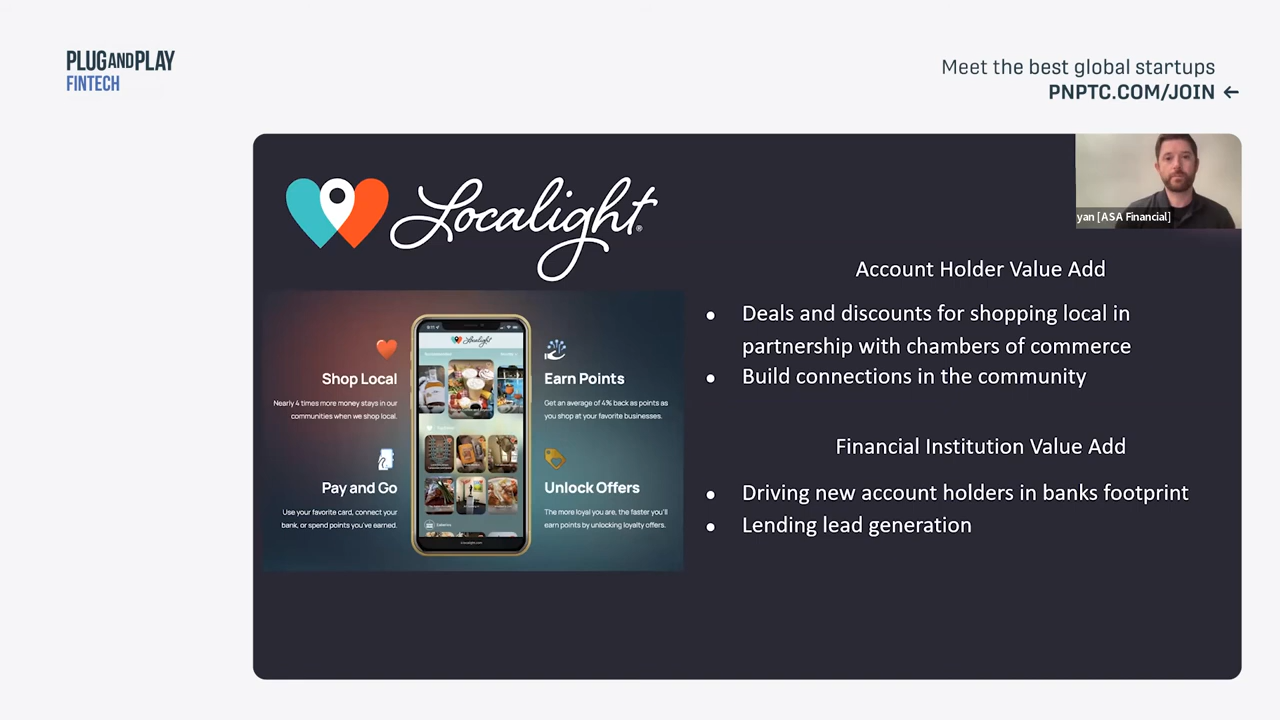 PLUGANDPLAY
FINTECH
Meet the best global startups
PNPTC.COM/JOIN ←
yan [ASA Financial]
Localight®
Account Holder Value Add
• Deals and discounts for shopping local in
partnership with chambers of commerce
• Build connections in the community
Financial Institution Value Add
• Driving new account holders in banks footprint
• Lending lead generation
Shop Local
Nearly 4 times more money stays in our
communities when we shop local.
Pay and Go
Use your favorite card, connect your
bank, or spend points you've earned.
Localight
Earn Points
Get an average of 4% back as points as
you shop at your favorite businesses.
Unlock Offers
The more loyal you are, the faster you'll
earn points by unlocking loyalty offers.